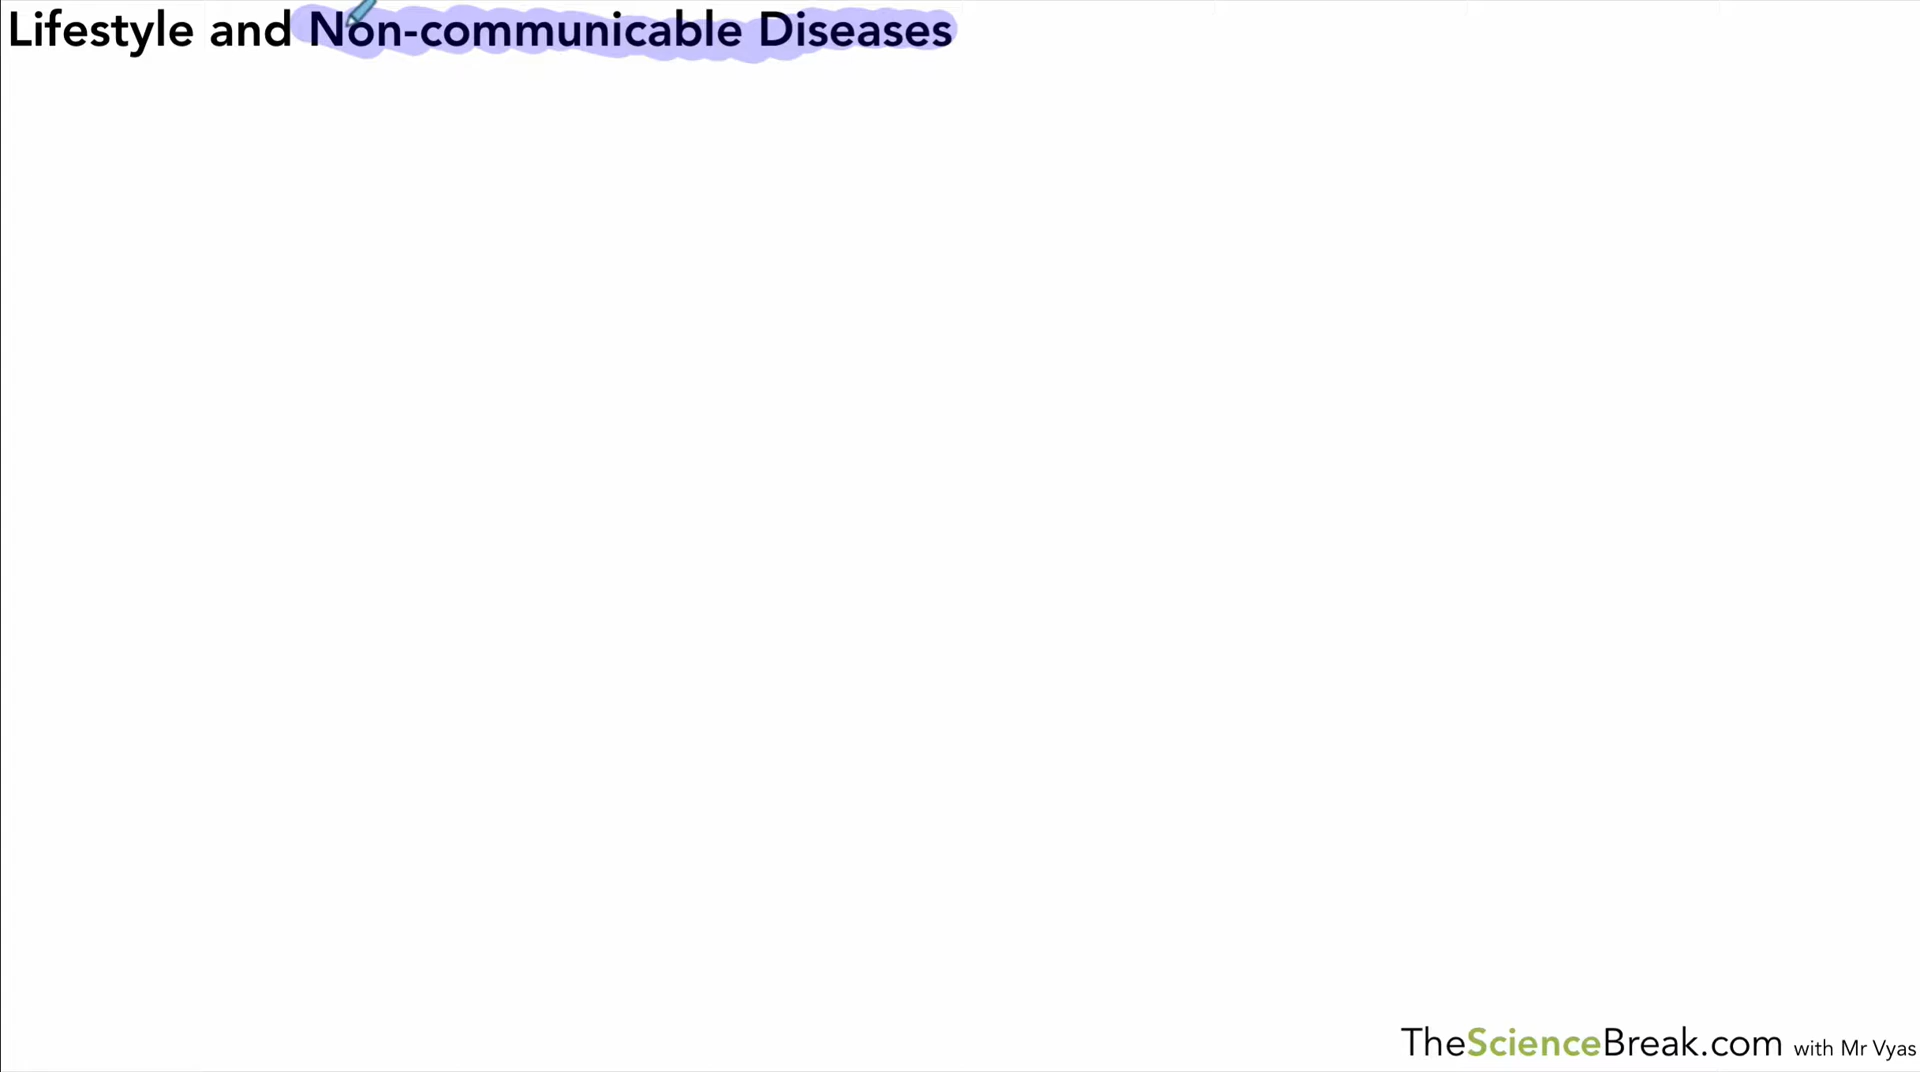 Lifestyle and Non-communicable Diseases
TheScienceBreak.com with Mr Vyas